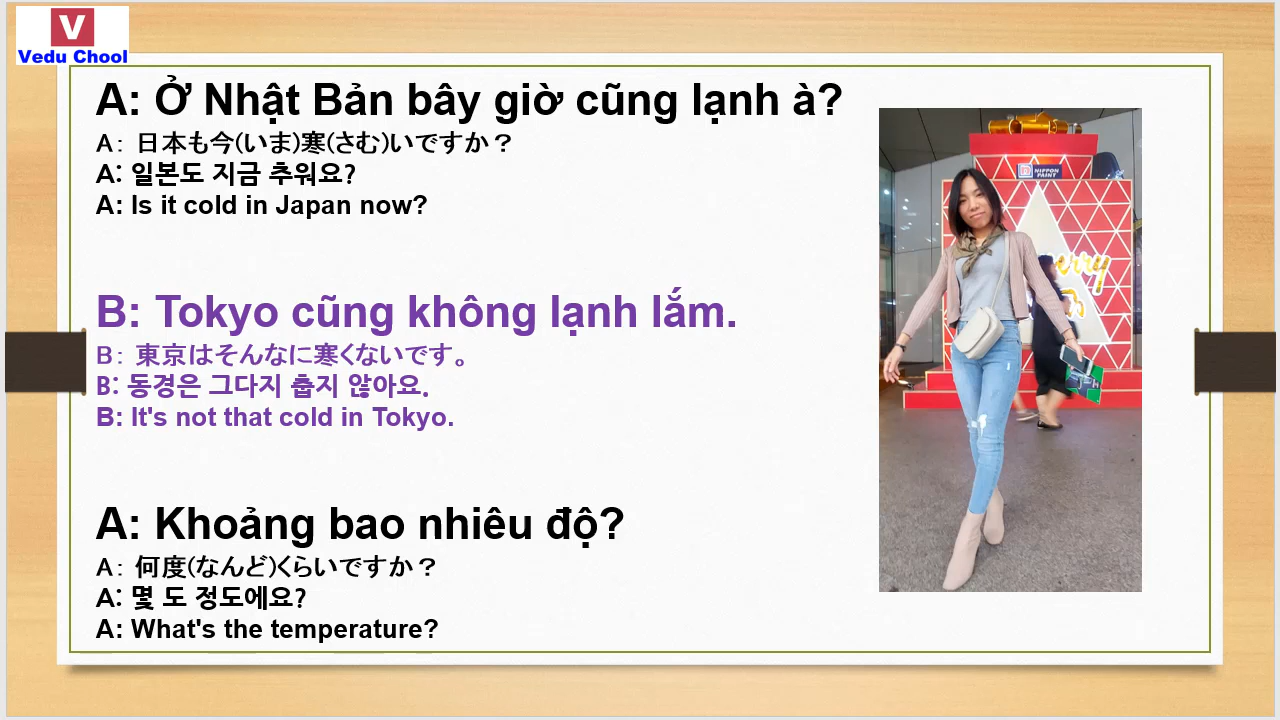 V
Vedu Chool
A: Ở Nhật Bản bây giờ cũng lạnh à?
A： 日本も今(いま)寒(さむ)いですか？
A: 일본도 지금 추워요?
A: Is it cold in Japan now?
B: Tokyo cũng không lạnh lắm.
B： 東京はそんなに寒くないです。
B: 동경은 그다지 춥지 않아요.
B: It's not that cold in Tokyo.
A: Khoảng bao nhiêu độ?
A： 何度(なんど)くらいですか？
A: 몇 도 정도에요?
A: What's the temperature?
NIPPON
PAINT